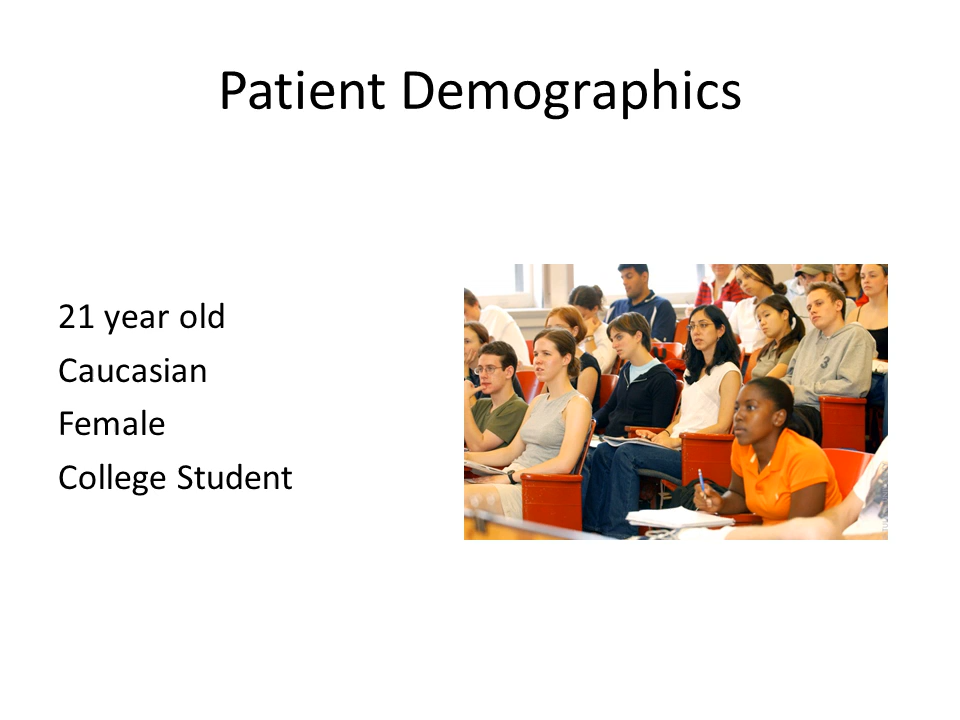 Patient Demographics
21 year old
Caucasian
Female
College Student